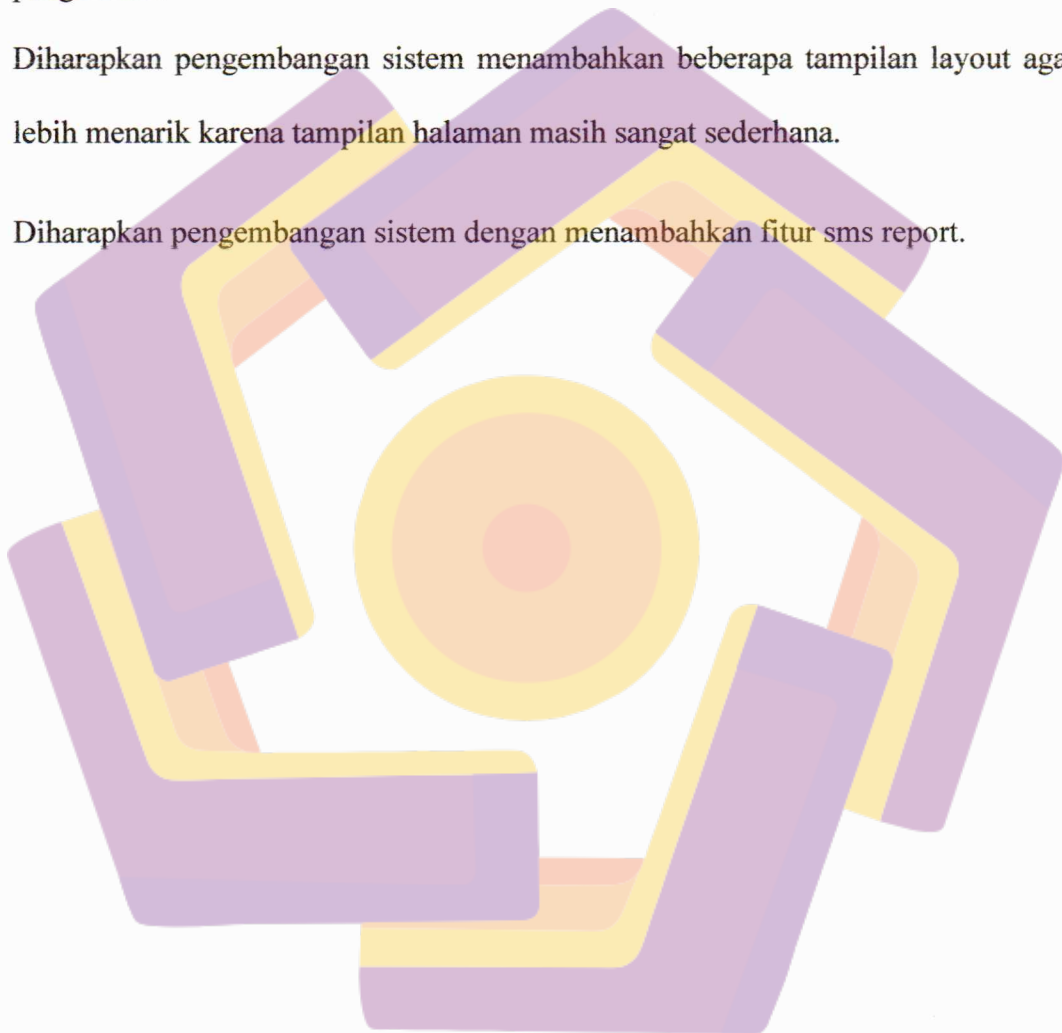 Diharapkan pengembangan sistem menambahkan beberapa tampilan layout aga
lebih menarik karena tampilan halaman masih sangat sederhana.
Diharapkan pengembangan sistem dengan menambahkan fitur sms report.